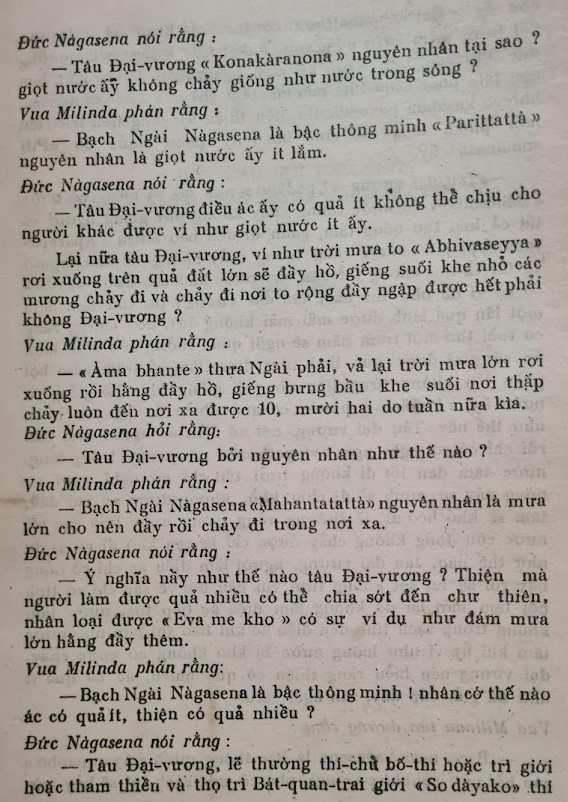 Đức Nàgasena nói rằng :
— Tâu Đại-vương « Konakàranona » nguyên nhân tại sao ?
giọt nước ấy không chảy giống như nước trong sông ?
Vua Milinda phán rằng :
— Bạch Ngài Nàgasena là bậc thông minh « Parittattà »
nguyên nhân là giọt nước ấy ít lắm.
Đức Nàgasena nói rằng :
— Tâu Đại-vương điều ác ấy có quả ít không thể chịu cho
người khác được ví như giọt nước ít ấy.
Lại nữa tâu Đại-vương, ví như trời mưa to « Abhivaseyya »
rơi xuống trên quả đất lớn sẽ đầy hồ, giếng suối khe nhỏ các
mương chảy đi và chảy đi nơi to rộng đầy ngập được hết phải
không Đại-vương ?
Vua Milinda phán rằng :
— « Àma bhante » thưa Ngài phải, vả lại trời mưa lớn rơi
xuống rồi hằng đầy hồ, giếng bưng bầu khe suối nơi thấp
chảy luôn đến nơi xa được 10, mười hai do tuần nữa kìa.
Đức Nàgasena hỏi rằng:
— Tâu Đại-vương bởi nguyên nhân như thế nào ?
Vua Milinda phán rằng :
— Bạch Ngài Nàgasena «Mahantatattà» nguyên nhân là mưa
lớn cho nên đầy rồi chảy đi trong nơi xa.
Đức Nàgasena nói rằng :
— Ý nghĩa nầy như thế nào tâu Đại-vương ? Thiện mà
người làm được quả nhiều có thể chia sớt đến chư thiên,
nhân loại được « Eva me kho » có sự ví dụ như đám mưa
lớn hằng đầy thêm.
Vua Milinda phán rằng:
— Bạch Ngài Nàgasena là bậc thông minh ! nhân cớ thế nào
ác có quả ít, thiện có quả nhiều ?
Đức Nàgasena nói rằng :
— Tâu Đại-vương, lẽ thường thí-chủ bố-thí hoặc trì giới
hoặc tham thiền và thọ trì Bát-quan-trai giới « So dàyako» thí